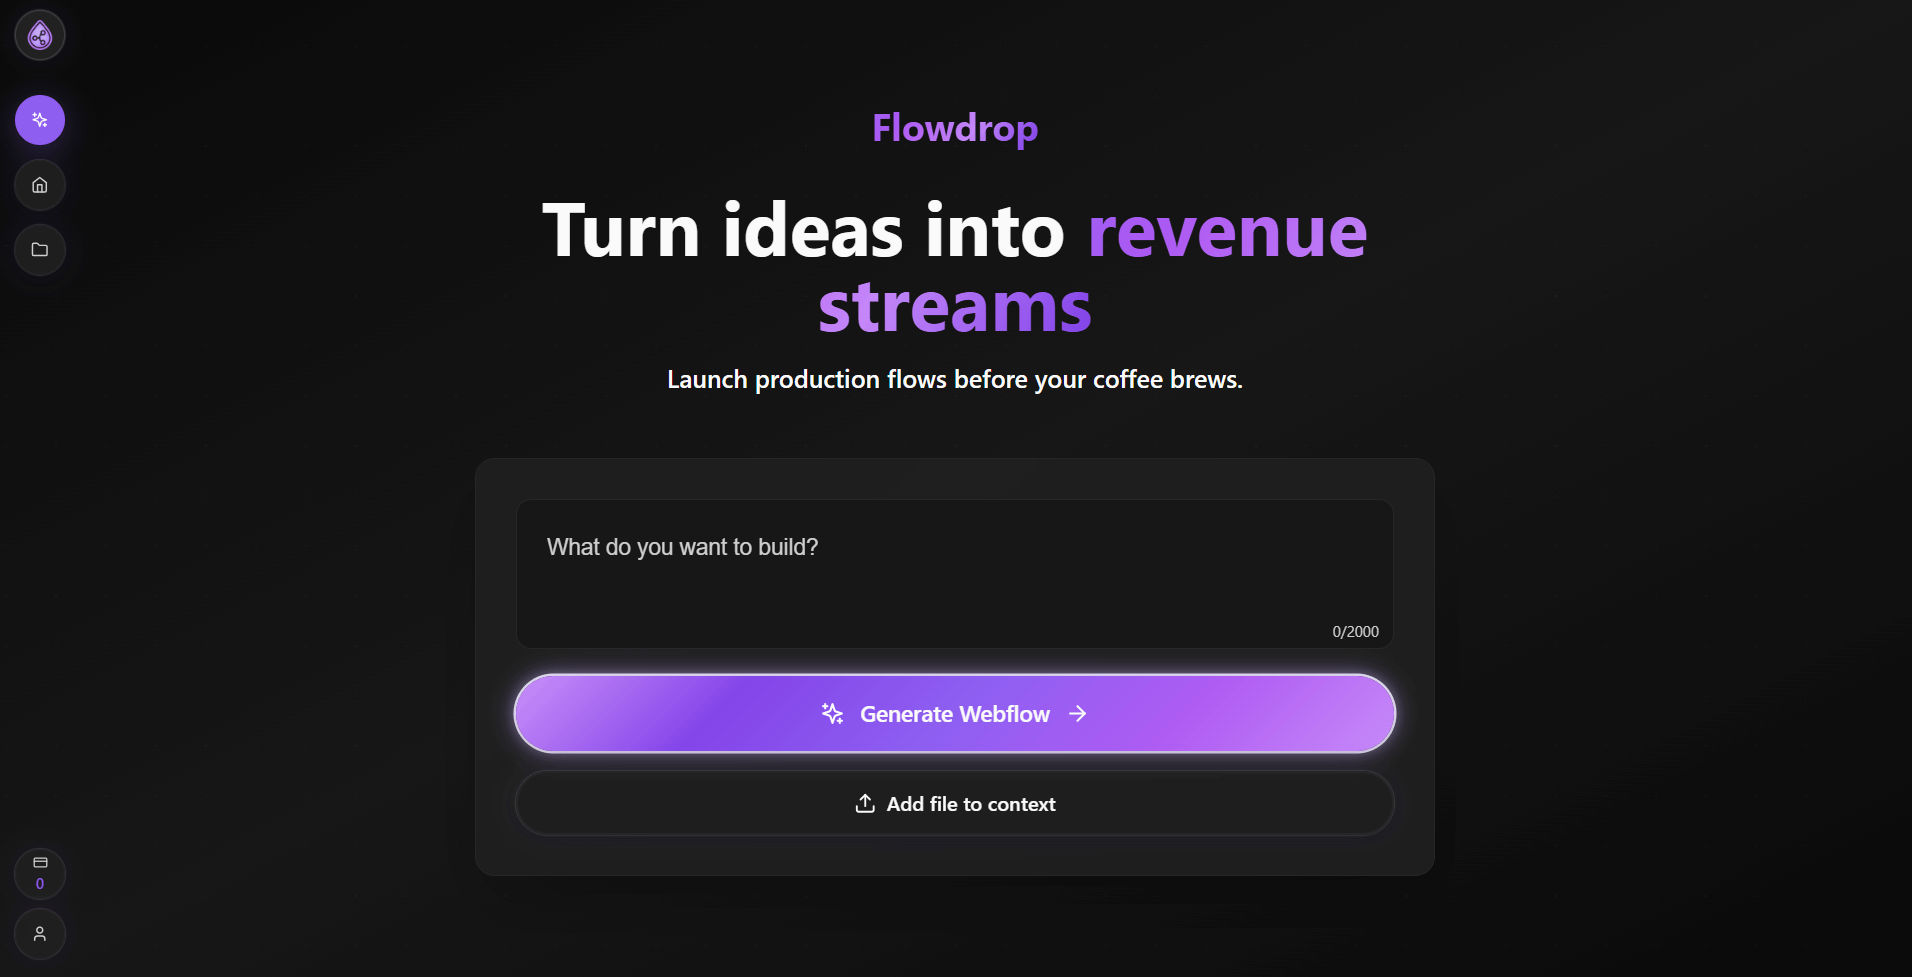 Flowdrop
Turn ideas into revenue
streams
Launch production flows before your coffee brews.
What do you want to build?
0/2000
Generate Webflow
Add file to context
0